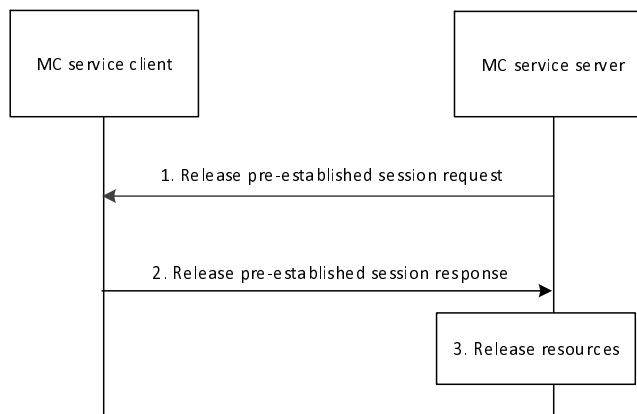 MC service client
MC service server
1. Release pre-established session request
2. Release pre-established session response
3. Release resources